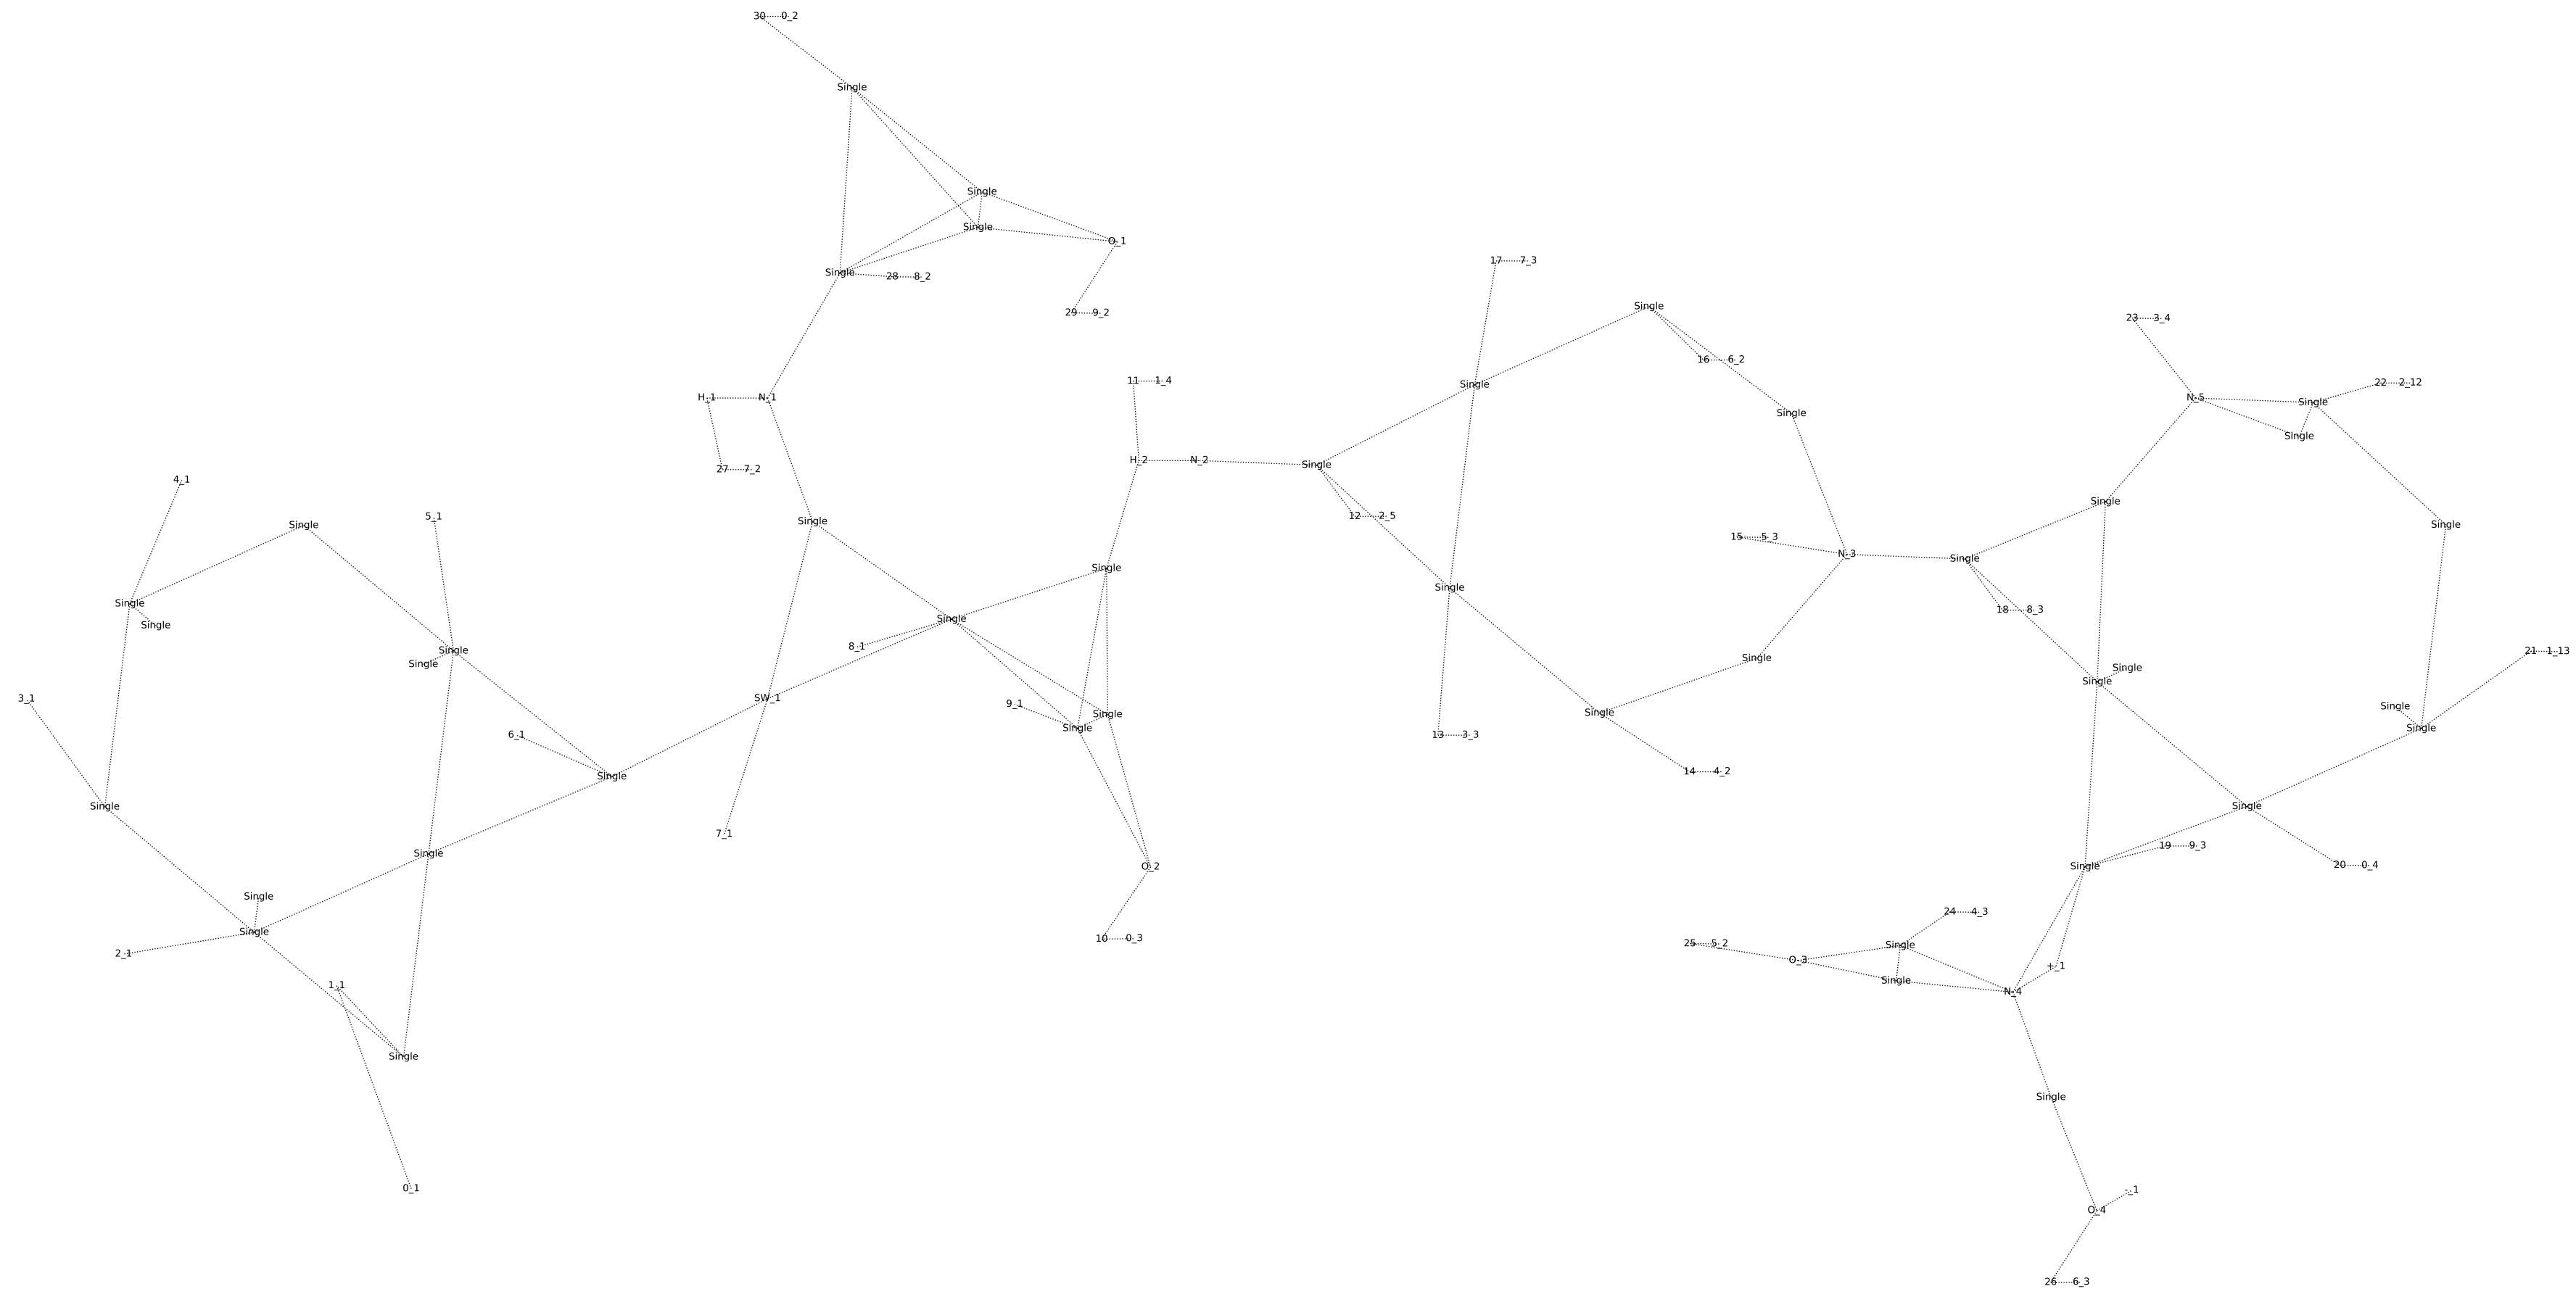 30 0_2
Single
Single
Single
O_1
Single 28 8_2
17 7_3
Single
29 9_2
23 3_4
16 6_2
11 1_4
Single
22 2_12
H_1 N_1
N_5 Single
Single
Single
H_2 N_2 Single
27 7_2
4_1
Single
5_1
12 2_5
Single
Single
Single
15 5_3
N_3 Single
Single
Single
Single
18 8_3
Single
Single
8_1
Single
21 1_13
Single
Single
Single
Single
3_1
SW_1
9_1
Single
Single
Single
Single
Single
6_1
13 3_3
14 4_2
Single
Single
Single
7_1
19 9_3
Single
Single
O_2
20 0_4
Single
24 4_3
Single
10 0_3
25 5_2
Single
2_1
O_3
+_1
Single
1_1
N_4
Single
Single
0_1
-_1
O_4
26 6_3